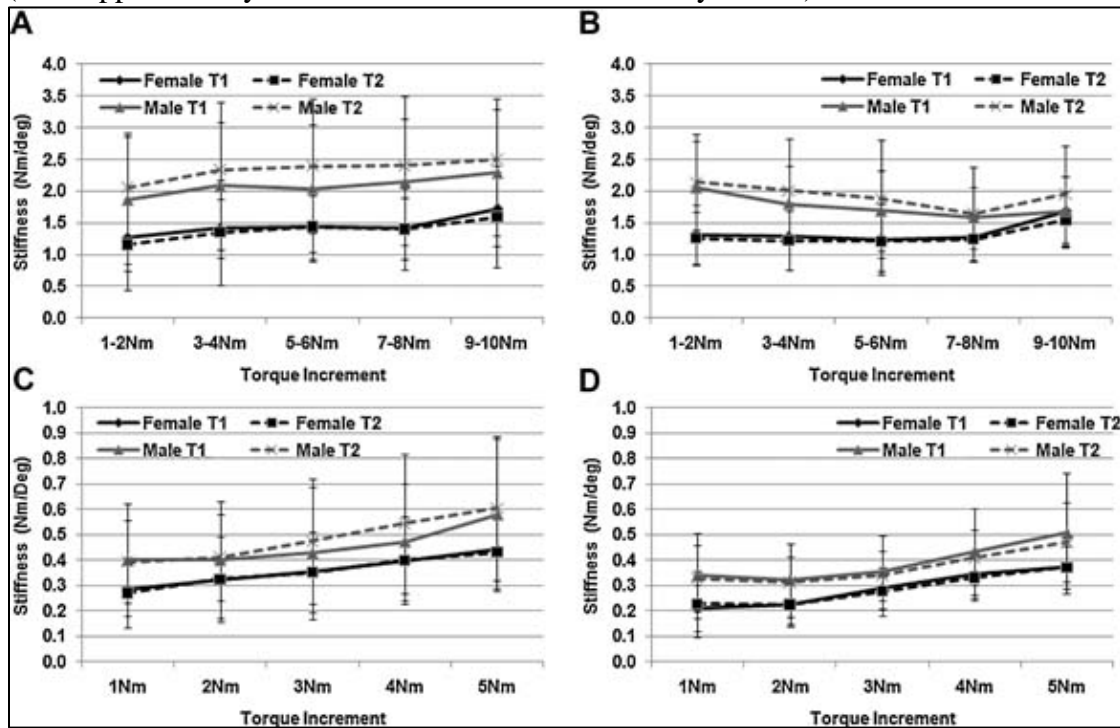 A
4.0
3.5
3.0
2.5
2.0
1.5
1.0
0.5
0.0
Stiffness (Nm/deg)
Female T1
Female T2
Male T1
Male T2
1-2Nm 3-4Nm 5-6Nm 7-8Nm 9-10Nm
Torque Increment
B
4.0
3.5
3.0
2.5
2.0
1.5
1.0
0.5
0.0
Stiffness (Nm/deg)
Female T1
Female T2
Male T1
Male T2
1-2Nm 3-4Nm 5-6Nm 7-8Nm 9-10Nm
Torque Increment
C
1.0
0.9
0.8
0.7
0.6
0.5
0.4
0.3
0.2
0.1
0.0
Stiffness (Nm/Deg)
Female T1
Female T2
Male T1
Male T2
1Nm 2Nm 3Nm 4Nm 5Nm
Torque Increment
D
1.0
0.9
0.8
0.7
0.6
0.5
0.4
0.3
0.2
0.1
0.0
Stiffness (Nm/deg)
Female T1
Female T2
Male T1
Male T2
1Nm 2Nm 3Nm 4Nm 5Nm
Torque Increment